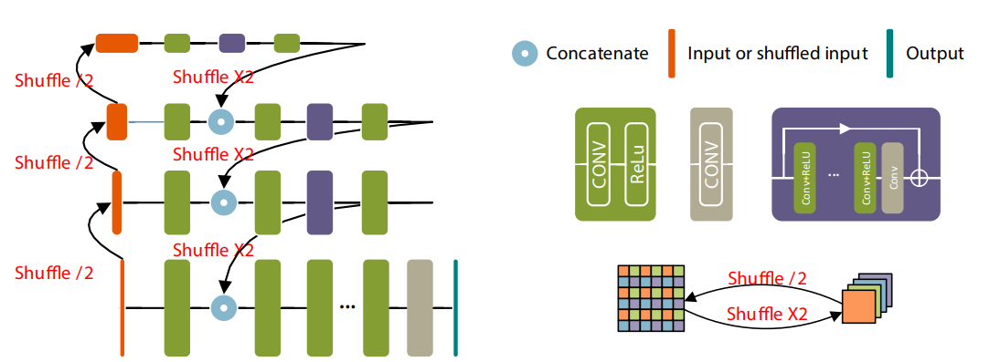 Shuffle /2
Shuffle X2
Shuffle /2
Shuffle X2
Shuffle /2
Shuffle X2
...
Concatenate
Input or shuffled input
Output
CONV
ReLu
CONV
Conv+ReLU
...
Conv+ReLU
Conv
Shuffle /2
Shuffle X2